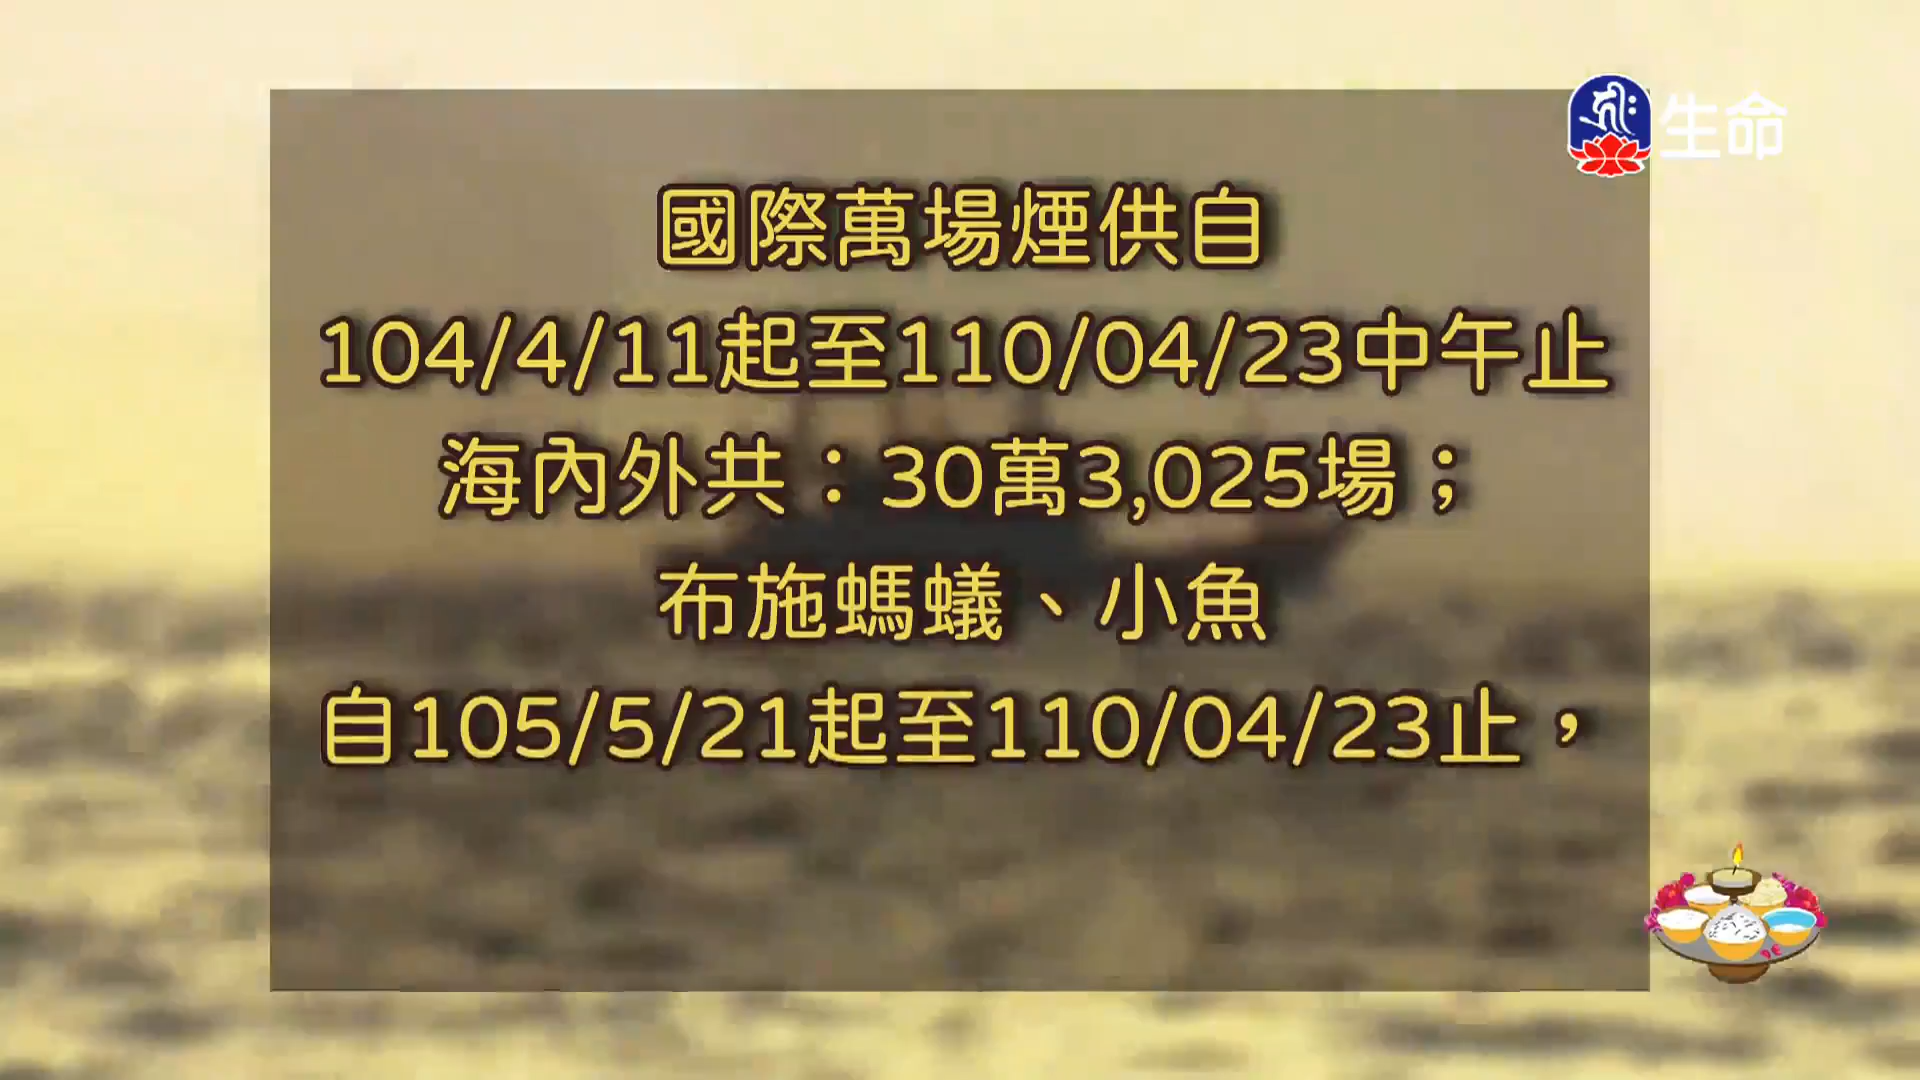 生命
國際萬場煙供自
104/4/11起至110/04/23中午止
海內外共：30萬3,025場；
布施螞蟻、小魚
自105/5/21起至110/04/23止，